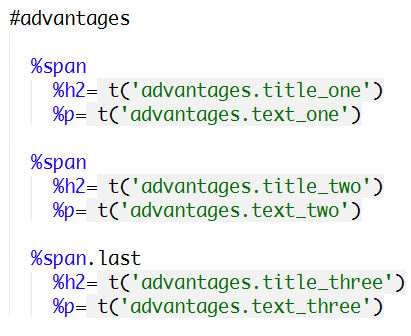 #advantages
%span
%h2= t('advantages.title_one')
%p= t('advantages.text_one')
%span
%h2= t('advantages.title_two')
%p= t('advantages.text_two')
%span.last
%h2= t('advantages.title_three')
%p= t('advantages.text_three')